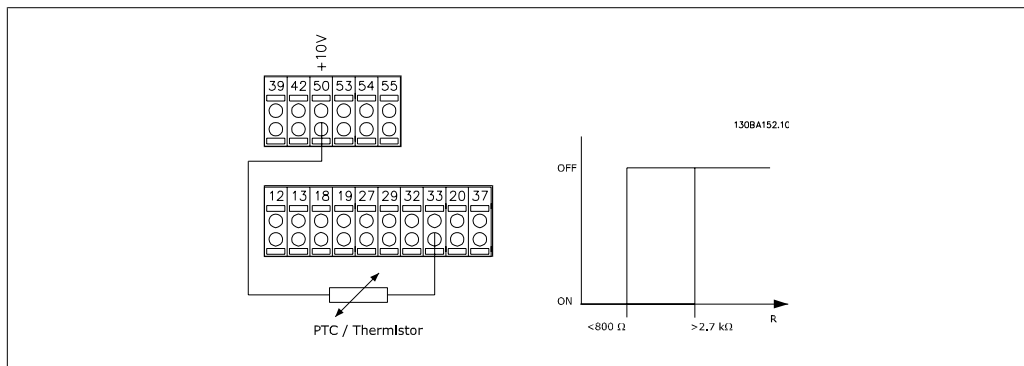 +10V
39 42 50 53 54 55
130BA152.10
OFF
12 13 18 19 27 29 32 33 20 37
ON
R
<800 Ω
>2.7 kΩ
PTC / Thermistor